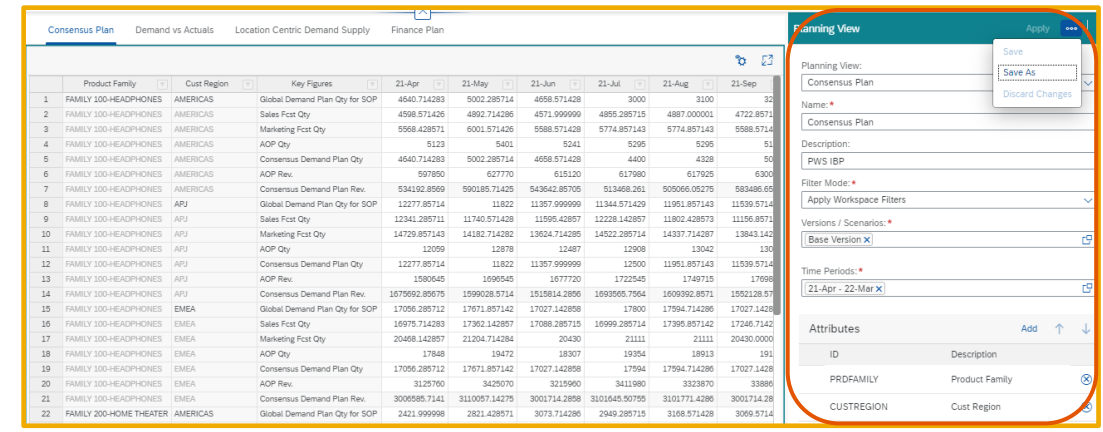 Consensus Plan Demand vs Actuals Location Centric Demand Supply Finance Plan
Product Family Cust Region Key Figures 21-Apr 21-May 21-Jun 21-Jul 21-Aug 21-Sep
1 FAMILY 100-HEADPHONES AMERICAS Global Demand Plan Qty for SOP 4640.714283 5002.285714 4658.571428 3000 3100 32
2 FAMILY 100-HEADPHONES AMERICAS Sales Fcst Qty 4598.571426 4892.714286 4571.999999 4855.285715 4887.000001 4722.8571
3 FAMILY 100-HEADPHONES AMERICAS Marketing Fcst Qty 5568.428571 6001.571426 5588.571428 5774.857143 5774.857143 5588.5714
4 FAMILY 100-HEADPHONES AMERICAS AOP Qty 5123 5401 5241 5295 5295 51
5 FAMILY 100-HEADPHONES AMERICAS Consensus Demand Plan Qty 4640.714283 5002.285714 4658.571428 4400 4328 50
6 FAMILY 100-HEADPHONES AMERICAS AOP Rev. 597850 627770 615120 617980 617925 6300
7 FAMILY 100-HEADPHONES AMERICAS Consensus Demand Plan Rev. 534192.8569 590185.71425 543642.85705 513468.261 505066.05275 583486.65
8 FAMILY 100-HEADPHONES APJ Global Demand Plan Qty for SOP 12277.85714 11822 11357.999999 11344.571429 11951.857143 11539.5714
9 FAMILY 100-HEADPHONES APJ Sales Fcst Qty 12341.285711 11740.571428 11595.42857 12228.142857 11802.428573 11156.8571
10 FAMILY 100-HEADPHONES APJ Marketing Fcst Qty 14729.857143 14182.714282 13624.714285 14522.285714 14337.714287 13843.142
11 FAMILY 100-HEADPHONES APJ AOP Qty 12059 12878 12487 12908 13042 130
12 FAMILY 100-HEADPHONES APJ Consensus Demand Plan Qty 12277.85714 11822 11357.999999 12500 11951.857143 11539.5714
13 FAMILY 100-HEADPHONES APJ AOP Rev. 1580645 1696545 1677720 1722545 1749715 17698
14 FAMILY 100-HEADPHONES APJ Consensus Demand Plan Rev. 1675692.85675 1599028.5714 1515814.2856 1693565.7564 1609392.8571 1552128.57
15 FAMILY 100-HEADPHONES EMEA Global Demand Plan Qty for SOP 17056.285712 17671.857142 17027.142858 17800 17594.714286 17027.1428
16 FAMILY 100-HEADPHONES EMEA Sales Fcst Qty 16975.714283 17362.142857 17088.285715 16999.285714 17395.857142 17246.7142
17 FAMILY 100-HEADPHONES EMEA Marketing Fcst Qty 20468.142857 21204.714284 20430 21111 21111 20430.0000
18 FAMILY 100-HEADPHONES EMEA AOP Qty 17848 19472 18307 19354 18913 191
19 FAMILY 100-HEADPHONES EMEA Consensus Demand Plan Qty 17056.285712 17671.857142 17027.142858 17594 17594.714286 17027.1428
20 FAMILY 100-HEADPHONES EMEA AOP Rev. 3125760 3425070 3215960 3411980 3323870 33886
21 FAMILY 100-HEADPHONES EMEA Consensus Demand Plan Rev. 3006585.7141 3110057.14275 3001714.2858 3101645.50755 3101771.4286 3001714.28
22 FAMILY 200-HOME THEATER AMERICAS Global Demand Plan Qty for SOP 2421.999998 2821.428571 3073.714286 2949.285715 3168.571428 3069.5714
Planning View Apply
Save
Save As
Discard Changes
Planning View:
Consensus Plan
Name:*
Consensus Plan
Description:
PWS IBP
Filter Mode:*
Apply Workspace Filters
Versions / Scenarios:*
Base Version
Time Periods:*
21-Apr - 22-Mar
Attributes Add
ID Description
PRDFAMILY Product Family
CUSTREGION Cust Region